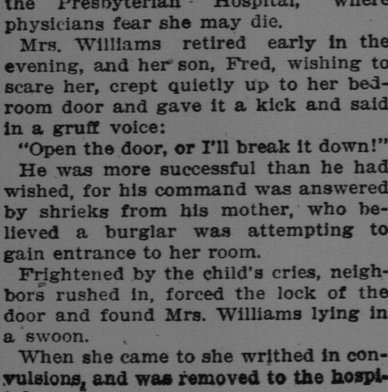 the Presbyterian Hospital, where
physicians fear she may die.
Mrs. Williams retired early in the
evening, and her son, Fred, wishing to
scare her, crept quietly up to her bed-
room door and gave it a kick and said
in a gruff voice:
"Open the door, or I'll break it down!"
He was more successful than he had
wished, for his command was answered
by shrieks from his mother, who be-
lieved a burglar was attempting to
gain entrance to her room.
Frightened by the child's cries, neigh-
bors rushed in, forced the lock of the
door and found Mrs. Williams lying in
a swoon.
When she came to she writhed in con-
vulsions, and was removed to the hospi-